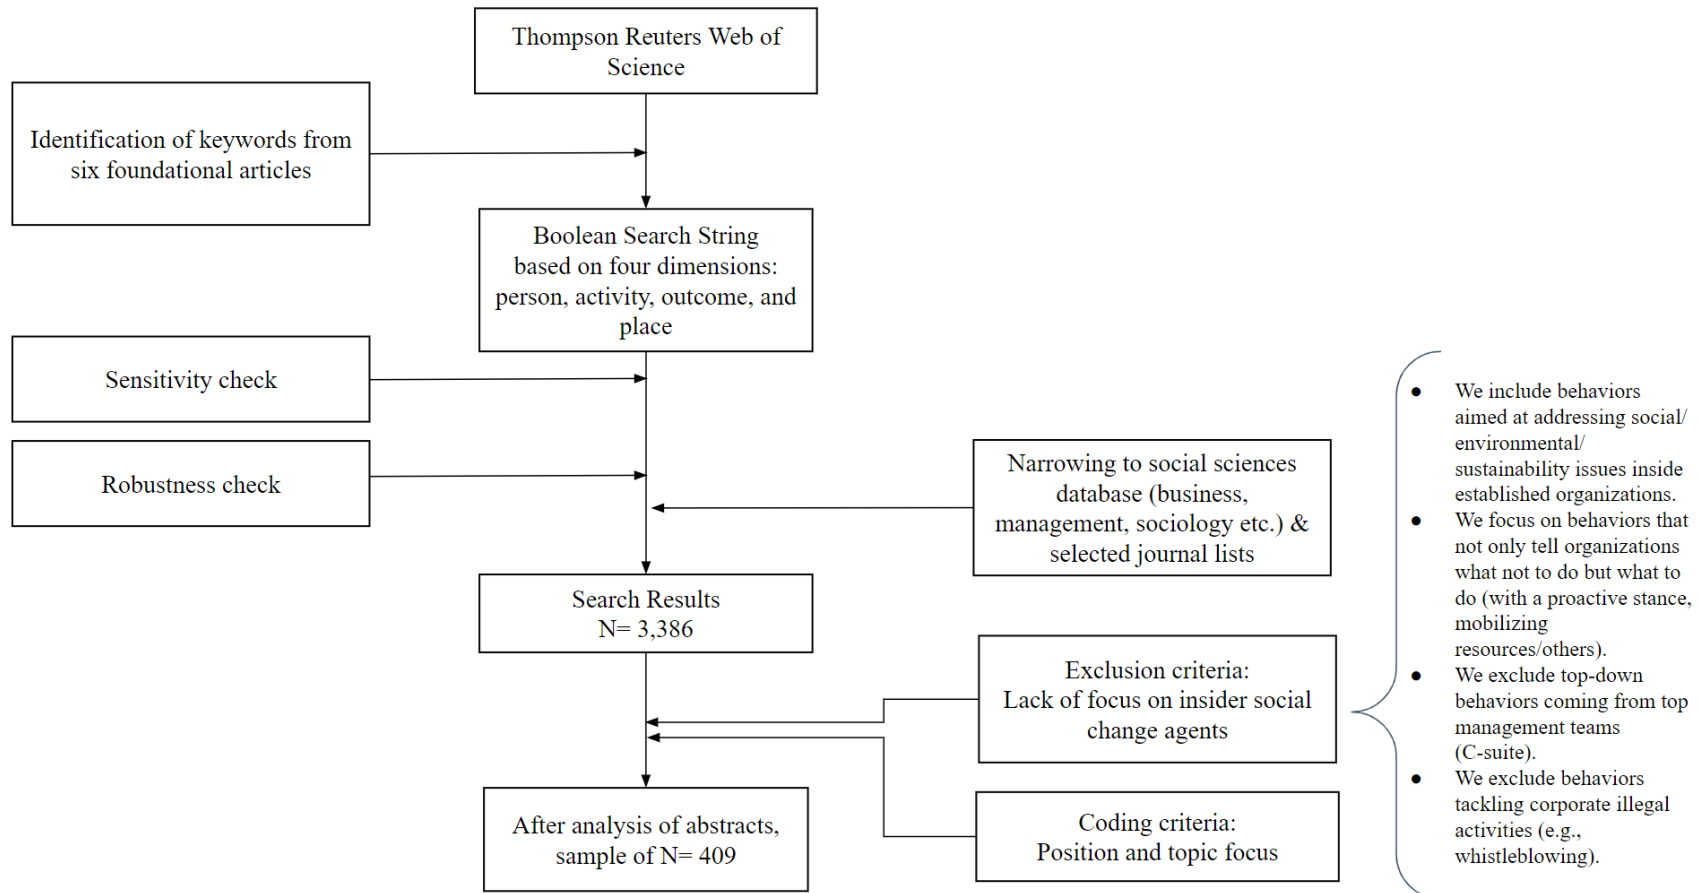 Thompson Reuters Web of
Science
Identification of keywords from
six foundational articles
Boolean Search String
based on four dimensions:
person, activity, outcome, and
place
Sensitivity check
Robustness check
Narrowing to social sciences
database (business,
management, sociology etc.) &
selected journal lists
Search Results
N= 3,386
Exclusion criteria:
Lack of focus on insider social
change agents
Coding criteria:
Position and topic focus
After analysis of abstracts,
sample of N= 409
● We include behaviors
aimed at addressing social/
environmental/
sustainability issues inside
established organizations.
● We focus on behaviors that
not only tell organizations
what not to do but what to
do (with a proactive stance,
mobilizing
resources/others).
● We exclude top-down
behaviors coming from top
management teams
(C-suite).
● We exclude behaviors
tackling corporate illegal
activities (e.g.,
whistleblowing).